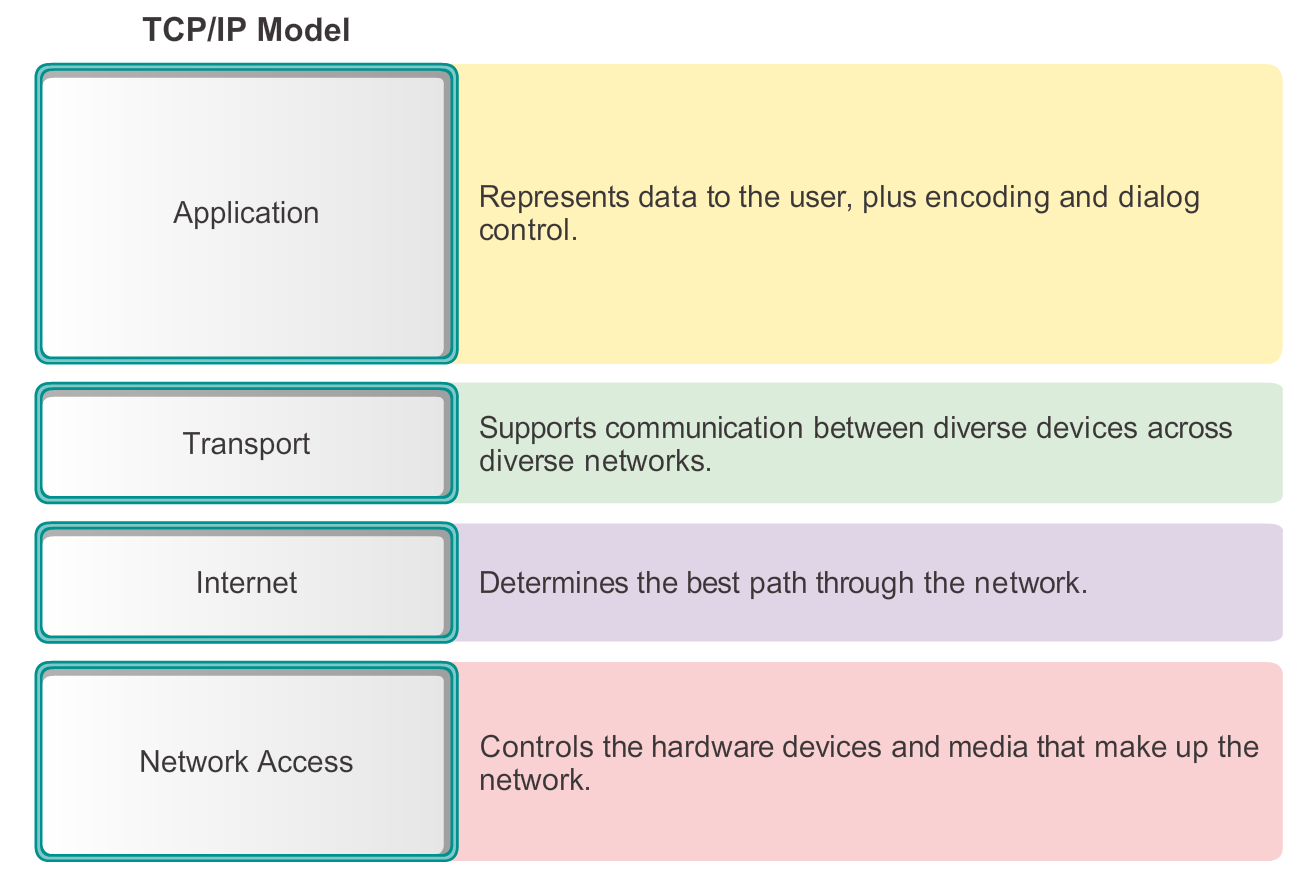 TCP/IP Model
Application
Represents data to the user, plus encoding and dialog
control.
Transport
Supports communication between diverse devices across
diverse networks.
Internet
Determines the best path through the network.
Network Access
Controls the hardware devices and media that make up the
network.